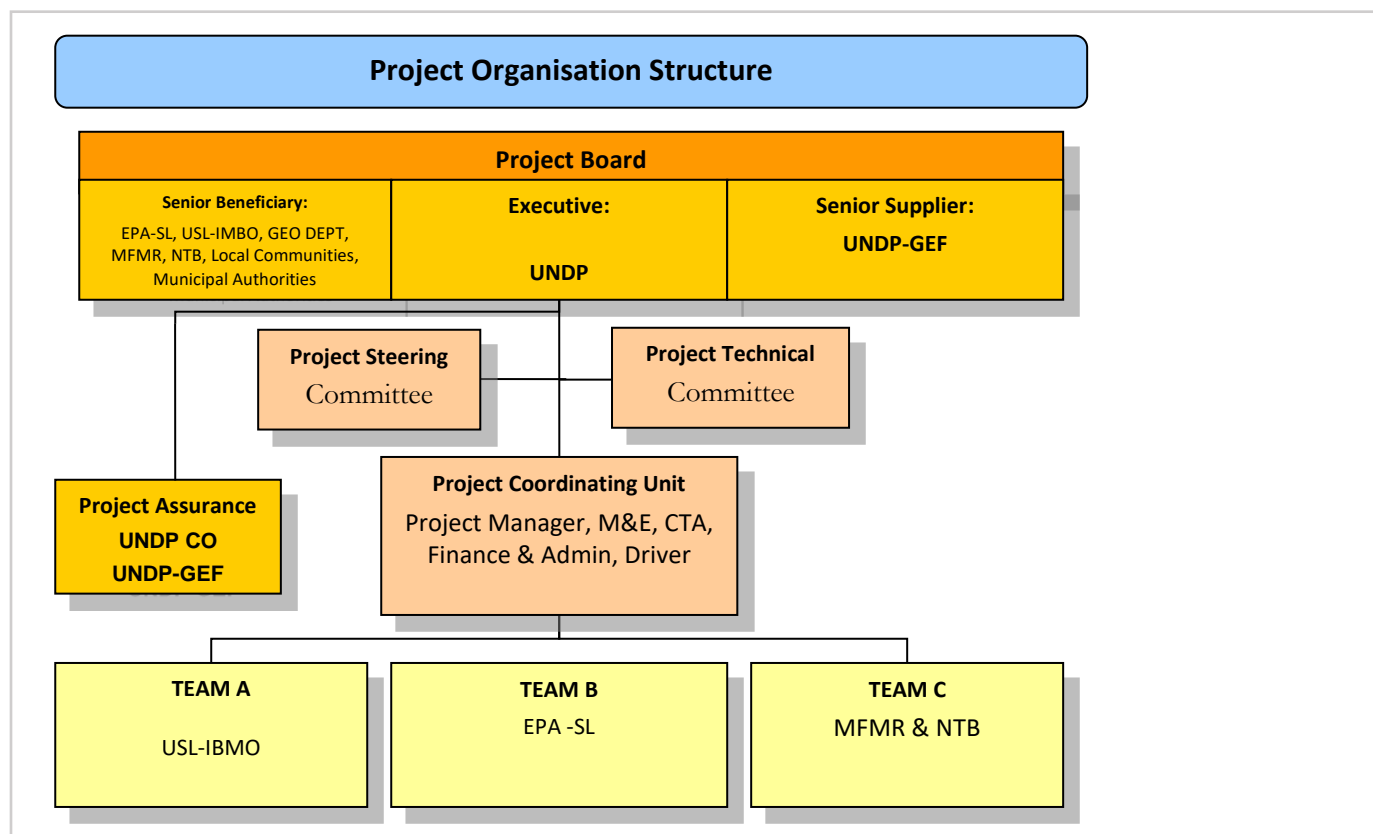 Project Organisation Structure
Project Board
Senior Beneficiary:
EPA-SL, USL-IMBO, GEO DEPT,
MFMR, NTB, Local Communities,
Municipal Authorities
Executive:
UNDP
Senior Supplier:
UNDP-GEF
Project Steering
Committee
Project Technical
Committee
Project Assurance
UNDP CO
UNDP-GEF
Project Coordinating Unit
Project Manager, M&E, CTA,
Finance & Admin, Driver
TEAM A
USL-IBMO
TEAM B
EPA -SL
TEAM C
MFMR & NTB